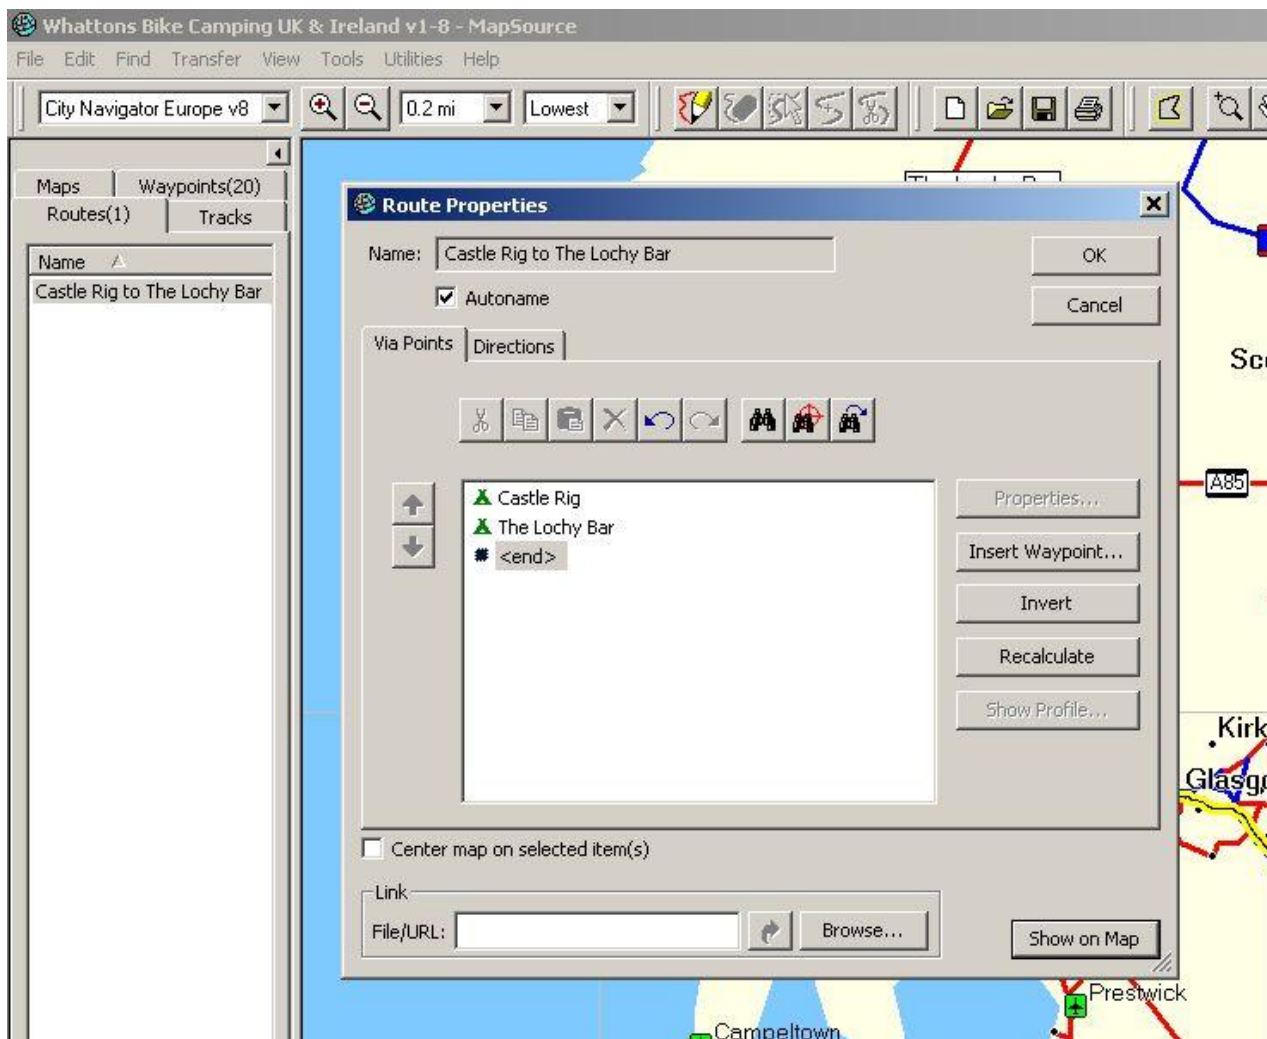 Whattons Bike Camping UK & Ireland v1-8 - MapSource
File Edit Find Transfer View Tools Utilities Help
City Navigator Europe v8 0.2 mi Lowest
Maps Waypoints(20)
Routes(1) Tracks
Name
Castle Rig to The Lochy Bar
Route Properties
Name: Castle Rig to The Lochy Bar OK
Autoname Cancel
Via Points Directions
Castle Rig Properties...
The Lochy Bar
<end> Insert Waypoint...
Invert
Recalculate
Show Profile...
Center map on selected item(s)
Link
File/URL: Browse... Show on Map
A85
Prestwick
Campeltown